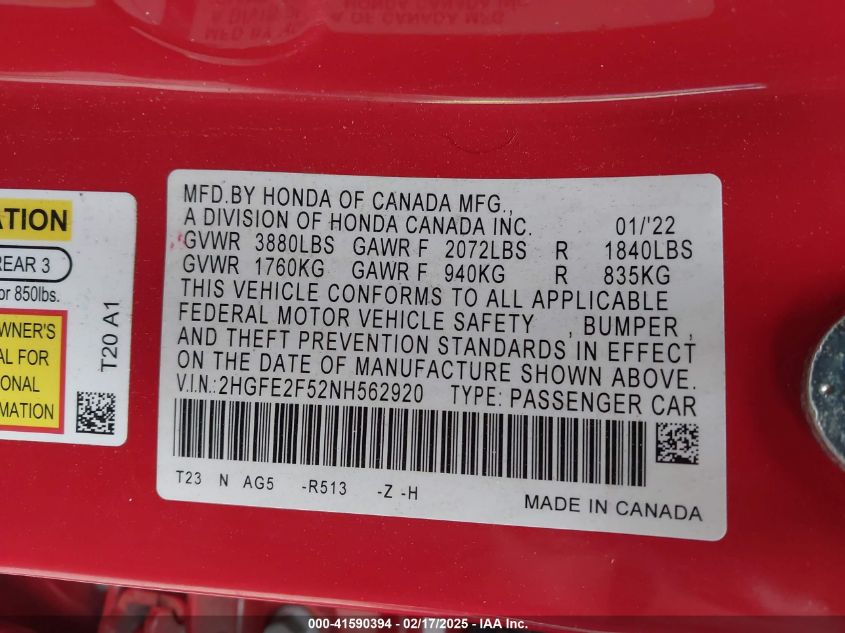 MFD.BY HONDA OF CANADA MFG.,
A DIVISION OF HONDA CANADA INC. 01/'22
GVWR 3880LBS GAWR F 2072LBS R 1840LBS
GVWR 1760KG GAWR F 940KG R 835KG
THIS VEHICLE CONFORMS TO ALL APPLICABLE
FEDERAL MOTOR VEHICLE SAFETY , BUMPER ,
AND THEFT PREVENTION STANDARDS IN EFFECT
ON THE DATE OF MANUFACTURE SHOWN ABOVE.
V.I.N.:2HGFE2F52NH562920 TYPE: PASSENGER CAR
T23 N AG5 -R513 -Z -H
MADE IN CANADA
ATION
REAR 3
or 850lbs.
OWNER'S
AL FOR
IONAL
MATION
T20 A1
000-41590394 - 02/17/2025 - IAA Inc.